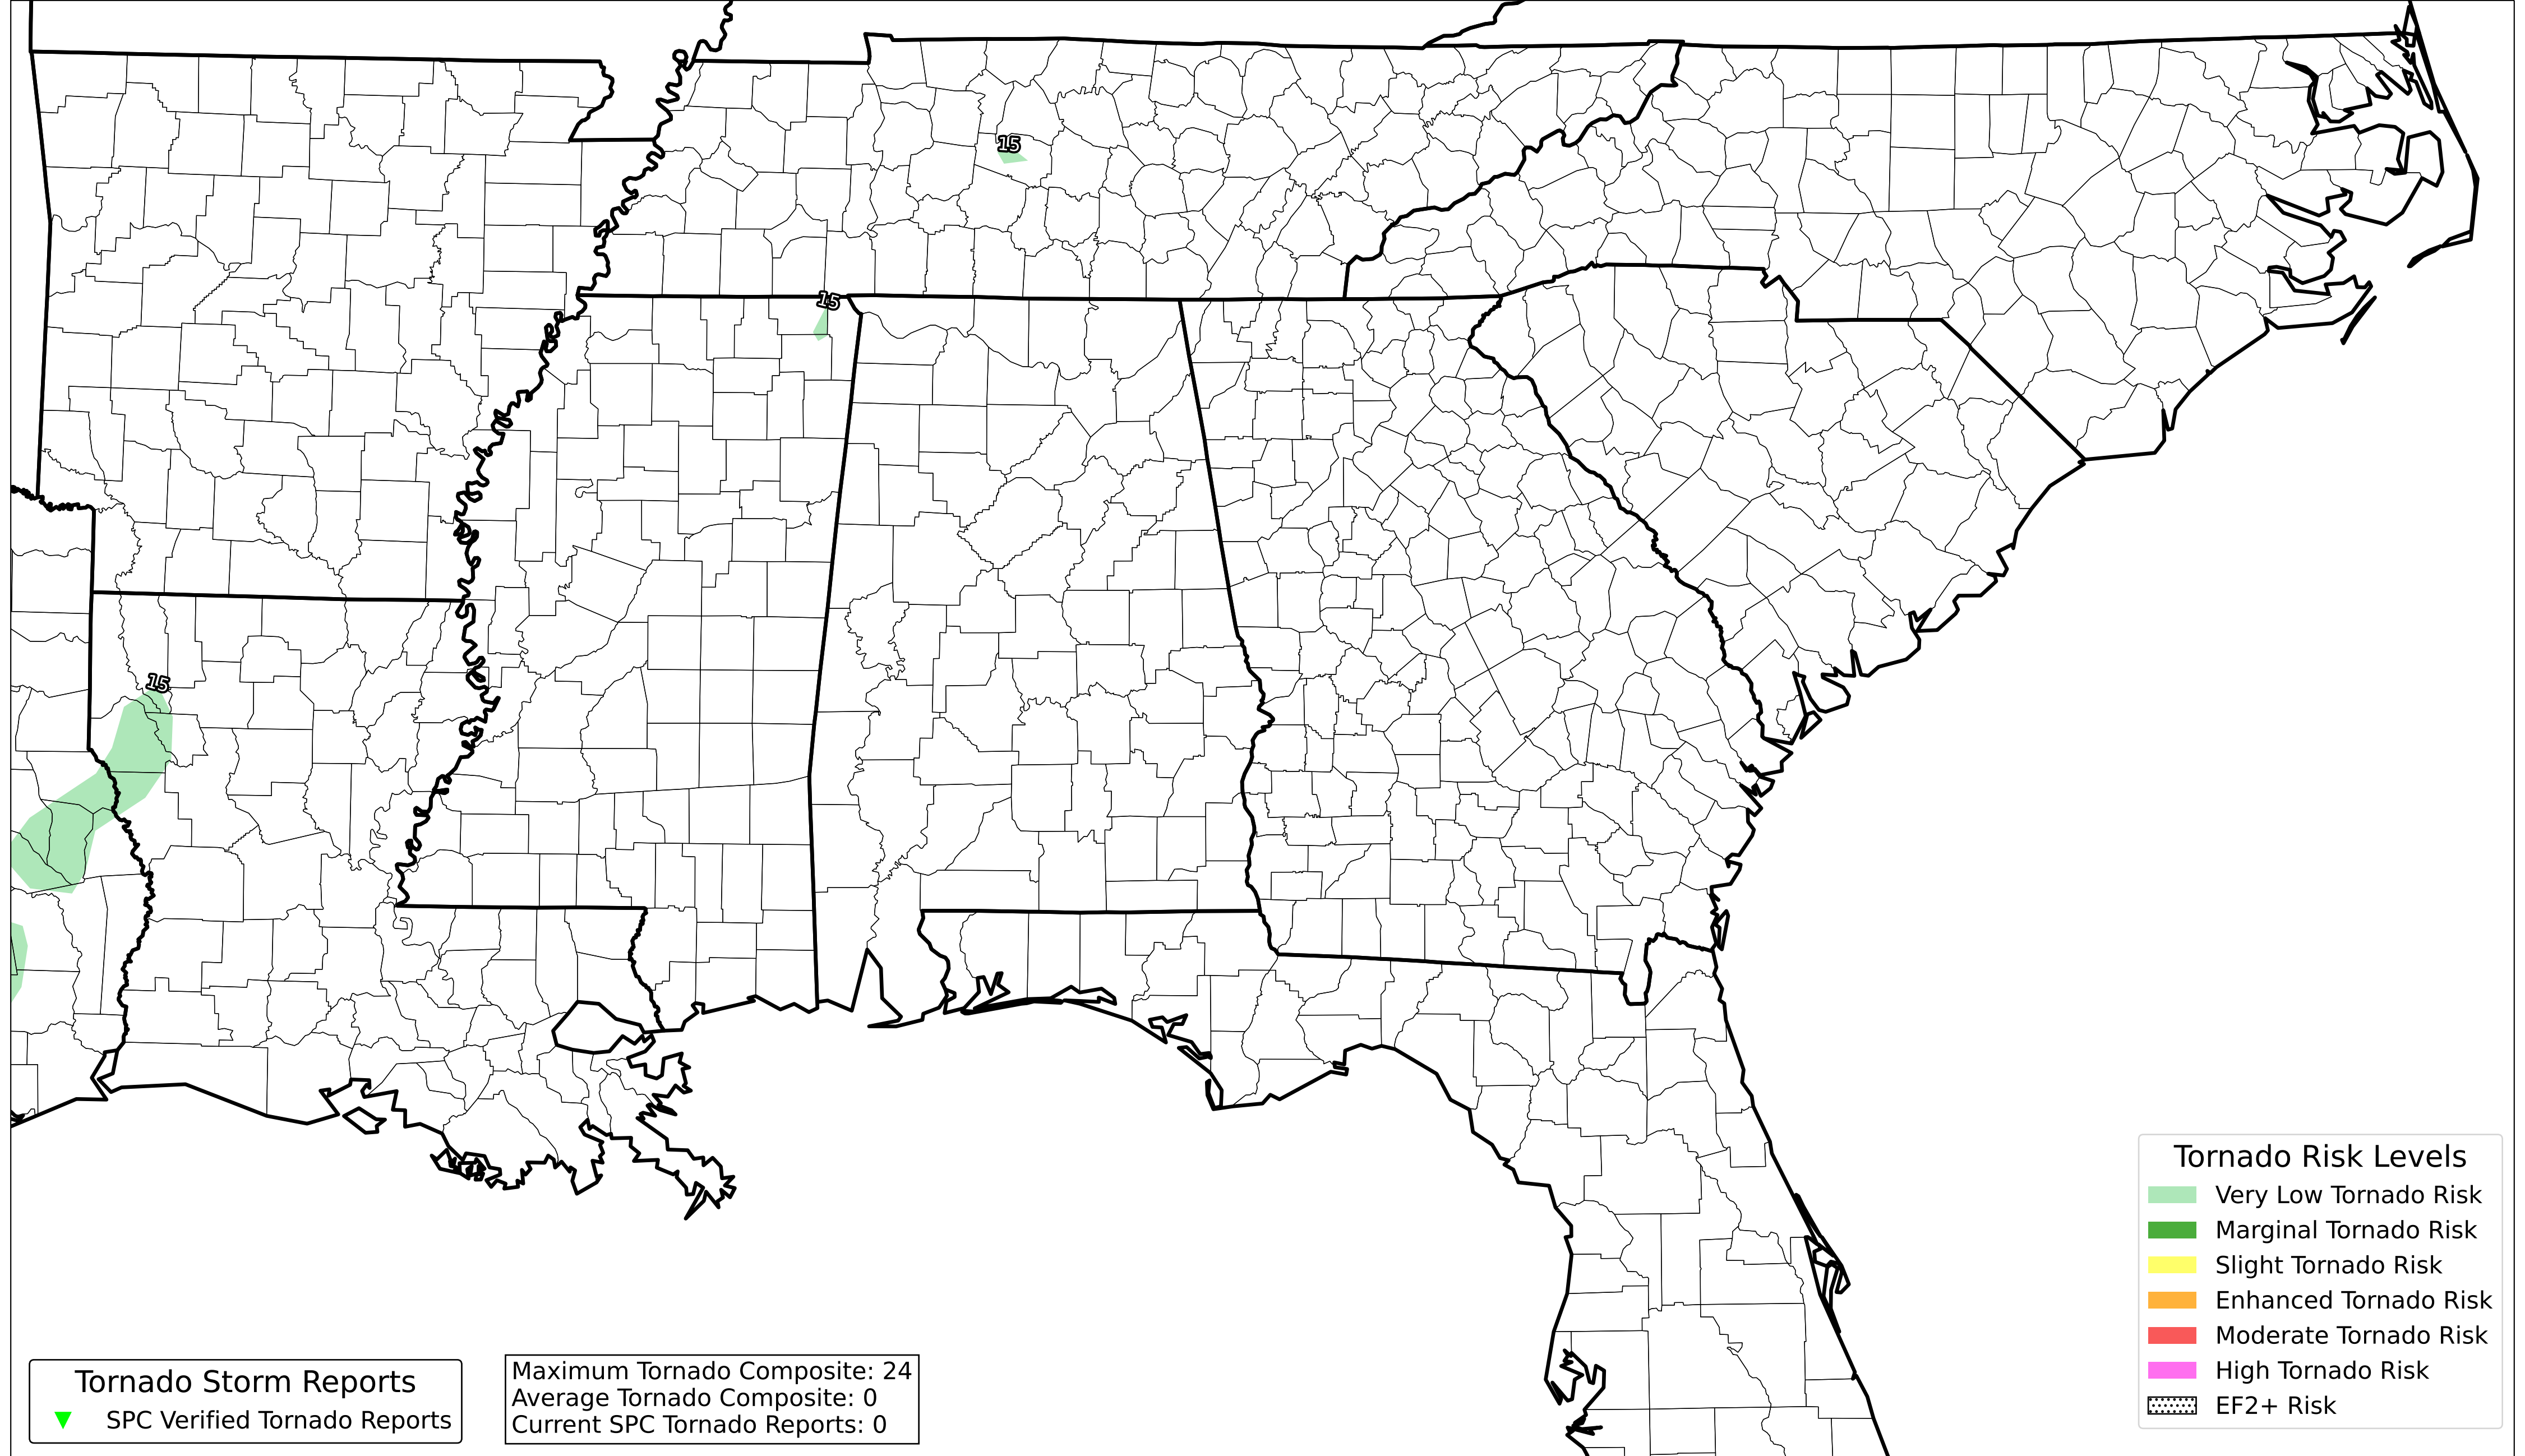 15
15
15
Tornado Risk Levels
Very Low Tornado Risk
Marginal Tornado Risk
Slight Tornado Risk
Enhanced Tornado Risk
Moderate Tornado Risk
High Tornado Risk
EF2+ Risk
Tornado Storm Reports
SPC Verified Tornado Reports
Maximum Tornado Composite: 24
Average Tornado Composite: 0
Current SPC Tornado Reports: 0